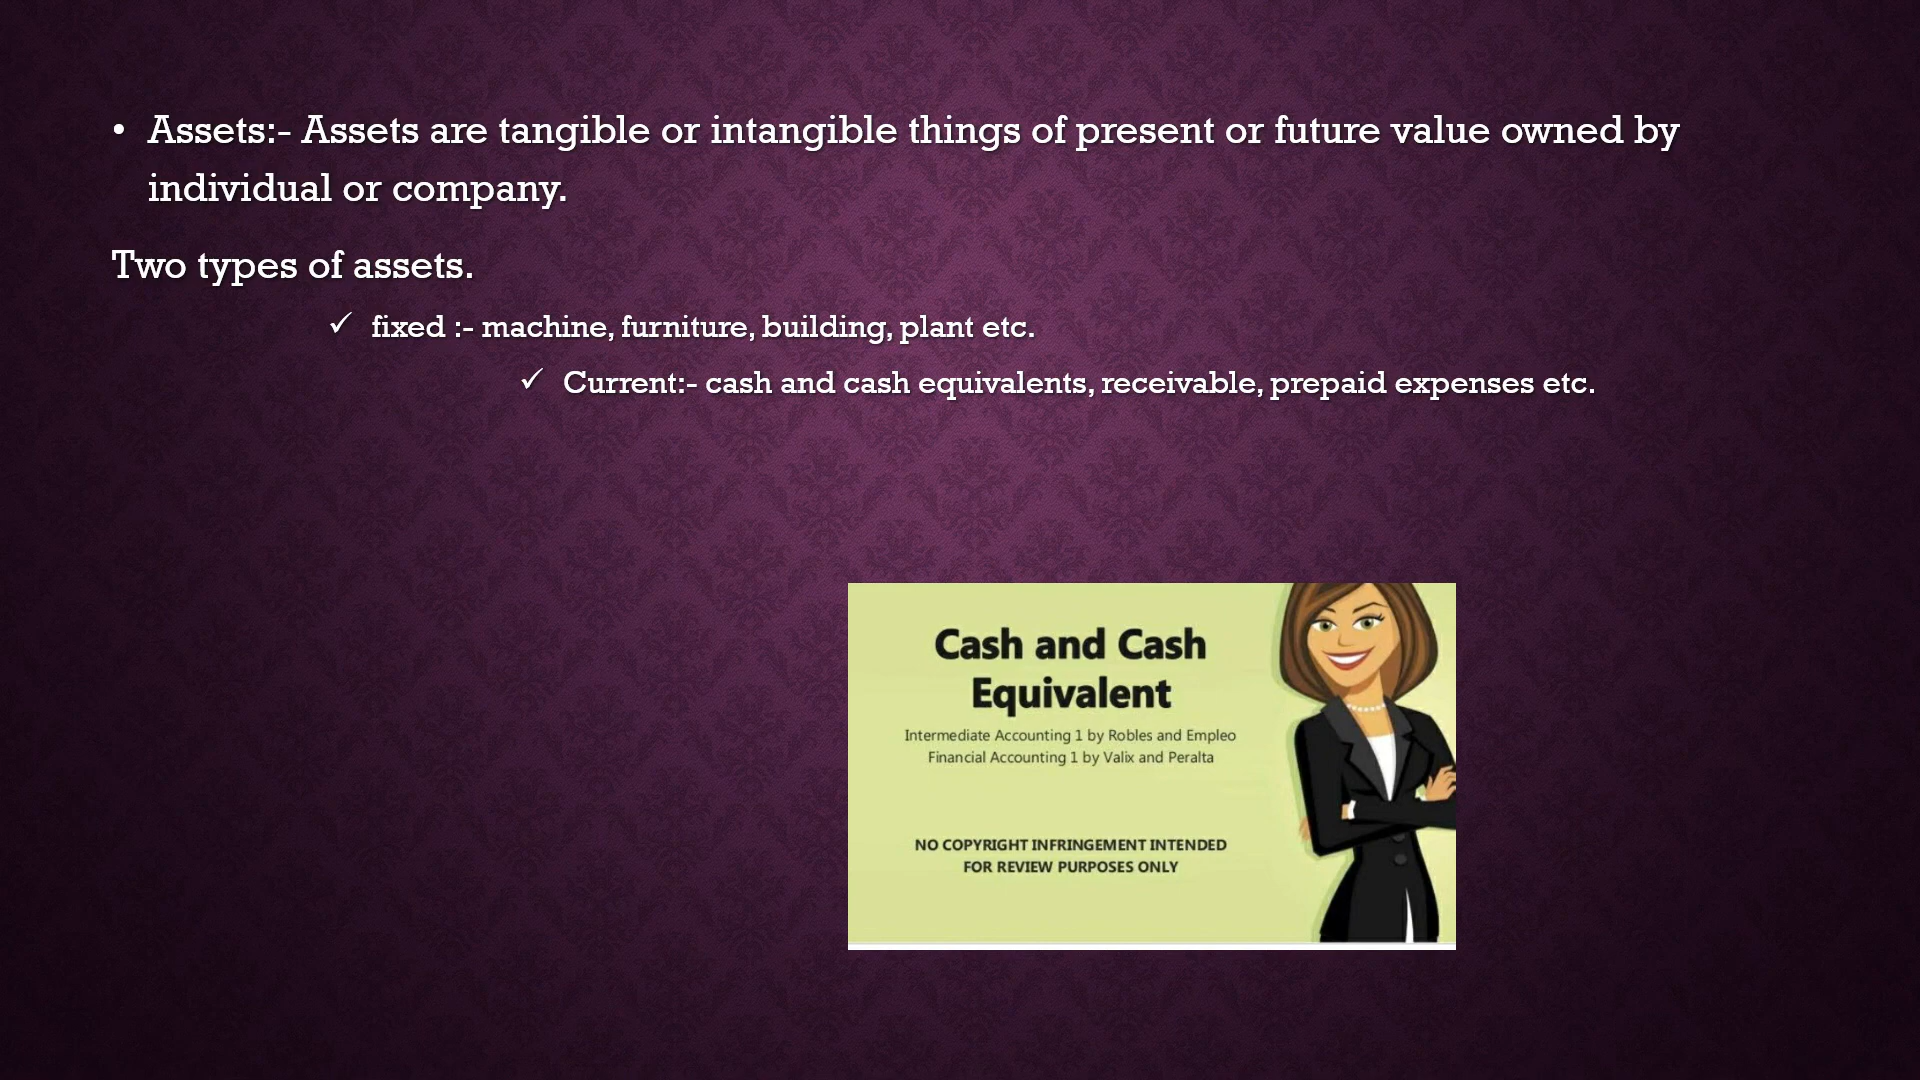 • Assets:- Assets are tangible or intangible things of present or future value owned by
individual or company.
Two types of assets.
✓ fixed :- machine, furniture, building, plant etc.
✓ Current:- cash and cash equivalents, receivable, prepaid expenses etc.
Cash and Cash
Equivalent
Intermediate Accounting 1 by Robles and Empleo
Financial Accounting 1 by Valix and Peralta
NO COPYRIGHT INFRINGEMENT INTENDED
FOR REVIEW PURPOSES ONLY